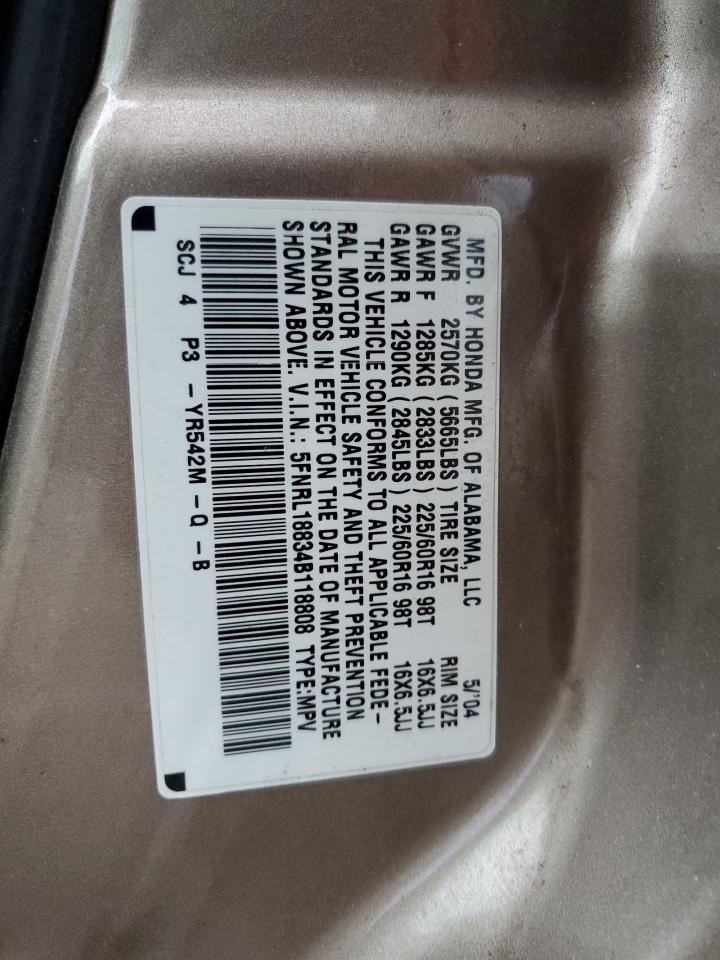 MFD. BY HONDA MFG. OF ALABAMA, LLC 5/'04
GVWR 2570KG ( 5665LBS ) TIRE SIZE RIM SIZE
GAWR F 1285KG ( 2833LBS ) 225/60R16 98T 16X6.5JJ
GAWR R 1290KG ( 2845LBS ) 225/60R16 98T 16X6.5JJ
THIS VEHICLE CONFORMS TO ALL APPLICABLE FEDE-
RAL MOTOR VEHICLE SAFETY AND THEFT PREVENTION
STANDARDS IN EFFECT ON THE DATE OF MANUFACTURE
SHOWN ABOVE. V.I.N.: 5FNRL18834B118808 TYPE:MPV
SCJ 4 P3 - YR542M - Q - B